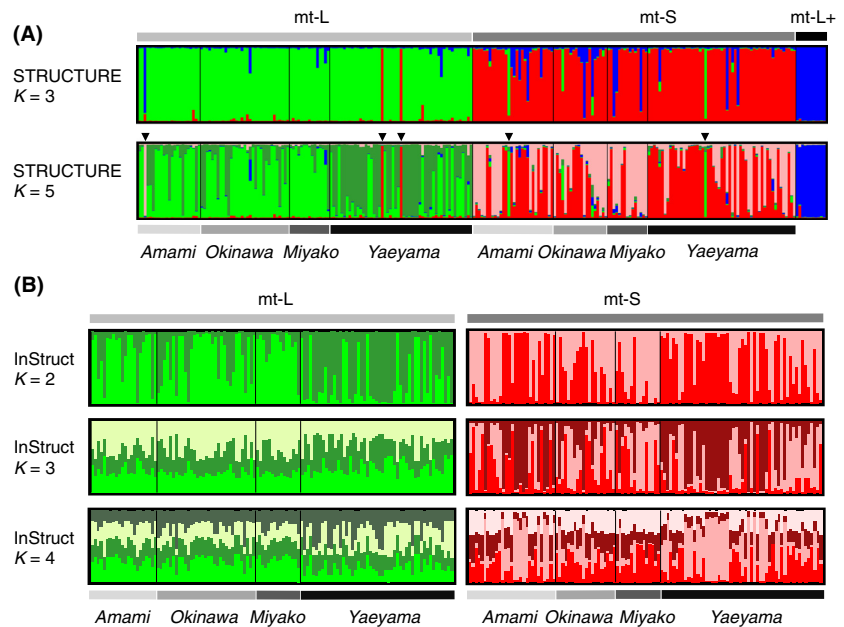 (A)
mt-L mt-S mt-L+
STRUCTURE
K = 3
STRUCTURE
K = 5
Amami Okinawa Miyako Yaeyama Amami Okinawa Miyako Yaeyama
(B)
mt-L mt-S
InStruct
K = 2
InStruct
K = 3
InStruct
K = 4
Amami Okinawa Miyako Yaeyama Amami Okinawa Miyako Yaeyama